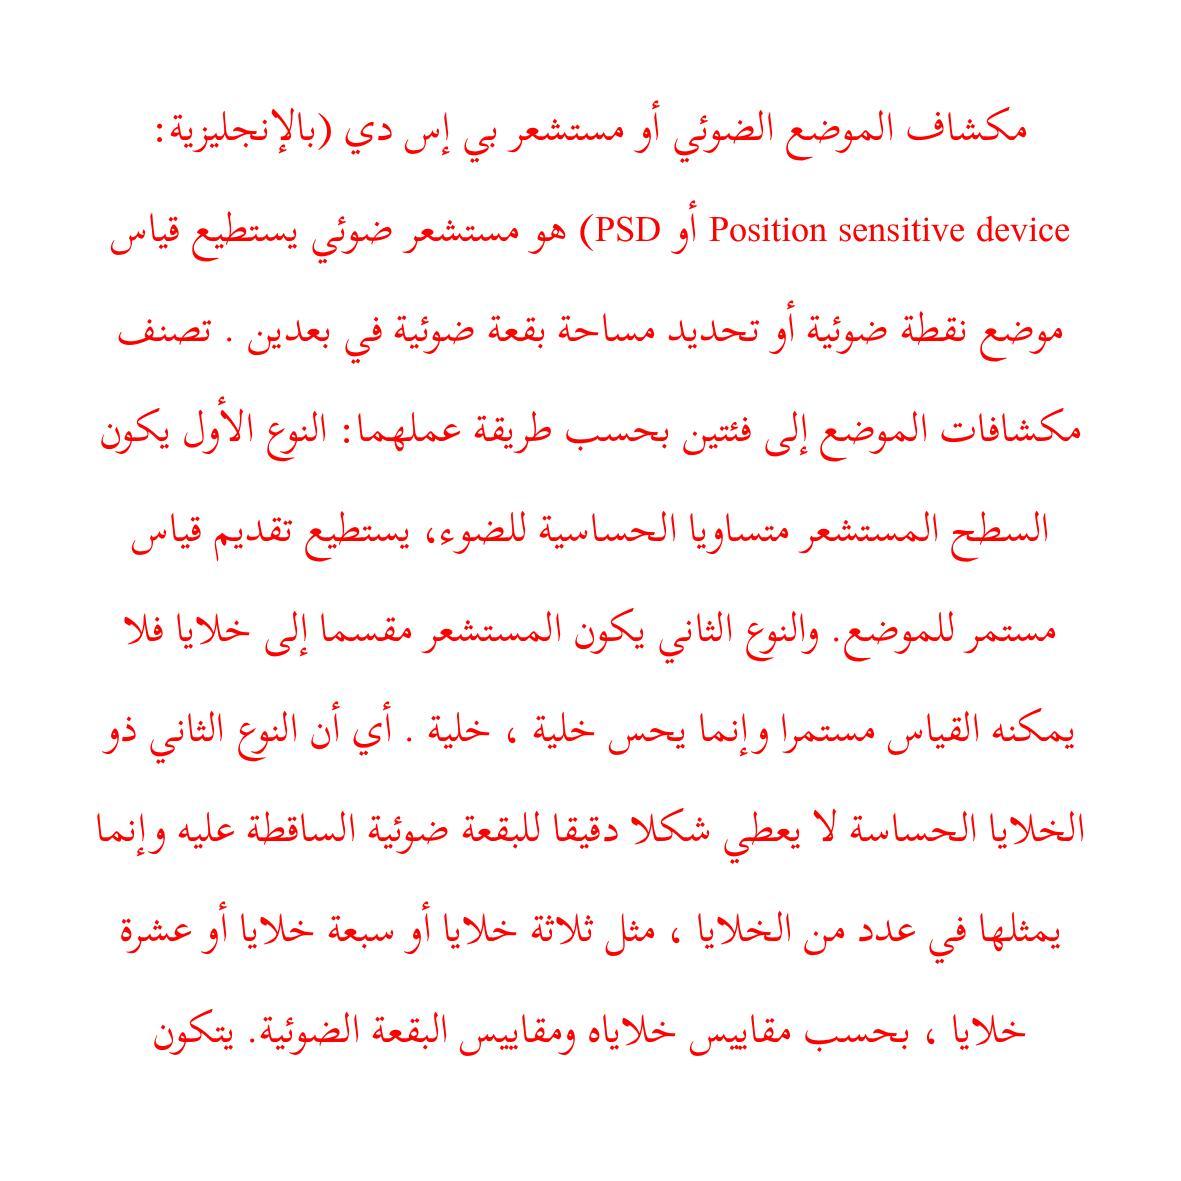 مكشاف الموضع الضوئي أو مستشعر بي إس دي (بالإنجليزية:
Position sensitive device أو PSD) هو مستشعر ضوئي يستطيع قياس
موضع نقطة ضوئية أو تحديد مساحة بقعة ضوئية في بعدين . تصنف
مكشافات الموضع إلى فئتين بحسب طريقة عملهما: النوع الأول يكون
السطح المستشعر متساويا الحساسية للضوء، يستطيع تقديم قياس
مستمر للموضع. والنوع الثاني يكون المستشعر مقسما إلى خلايا فلا
يمكنه القياس مستمرا وإنما يحس خلية ، خلية . أي أن النوع الثاني ذو
الخلايا الحساسة لا يعطي شكلا دقيقا للبقعة ضوئية الساقطة عليه وإنما
يمثلها في عدد من الخلايا ، مثل ثلاثة خلايا أو سبعة خلايا أو عشرة
خلايا ، بحسب مقاييس خلاياه ومقاييس البقعة الضوئية. يتكون